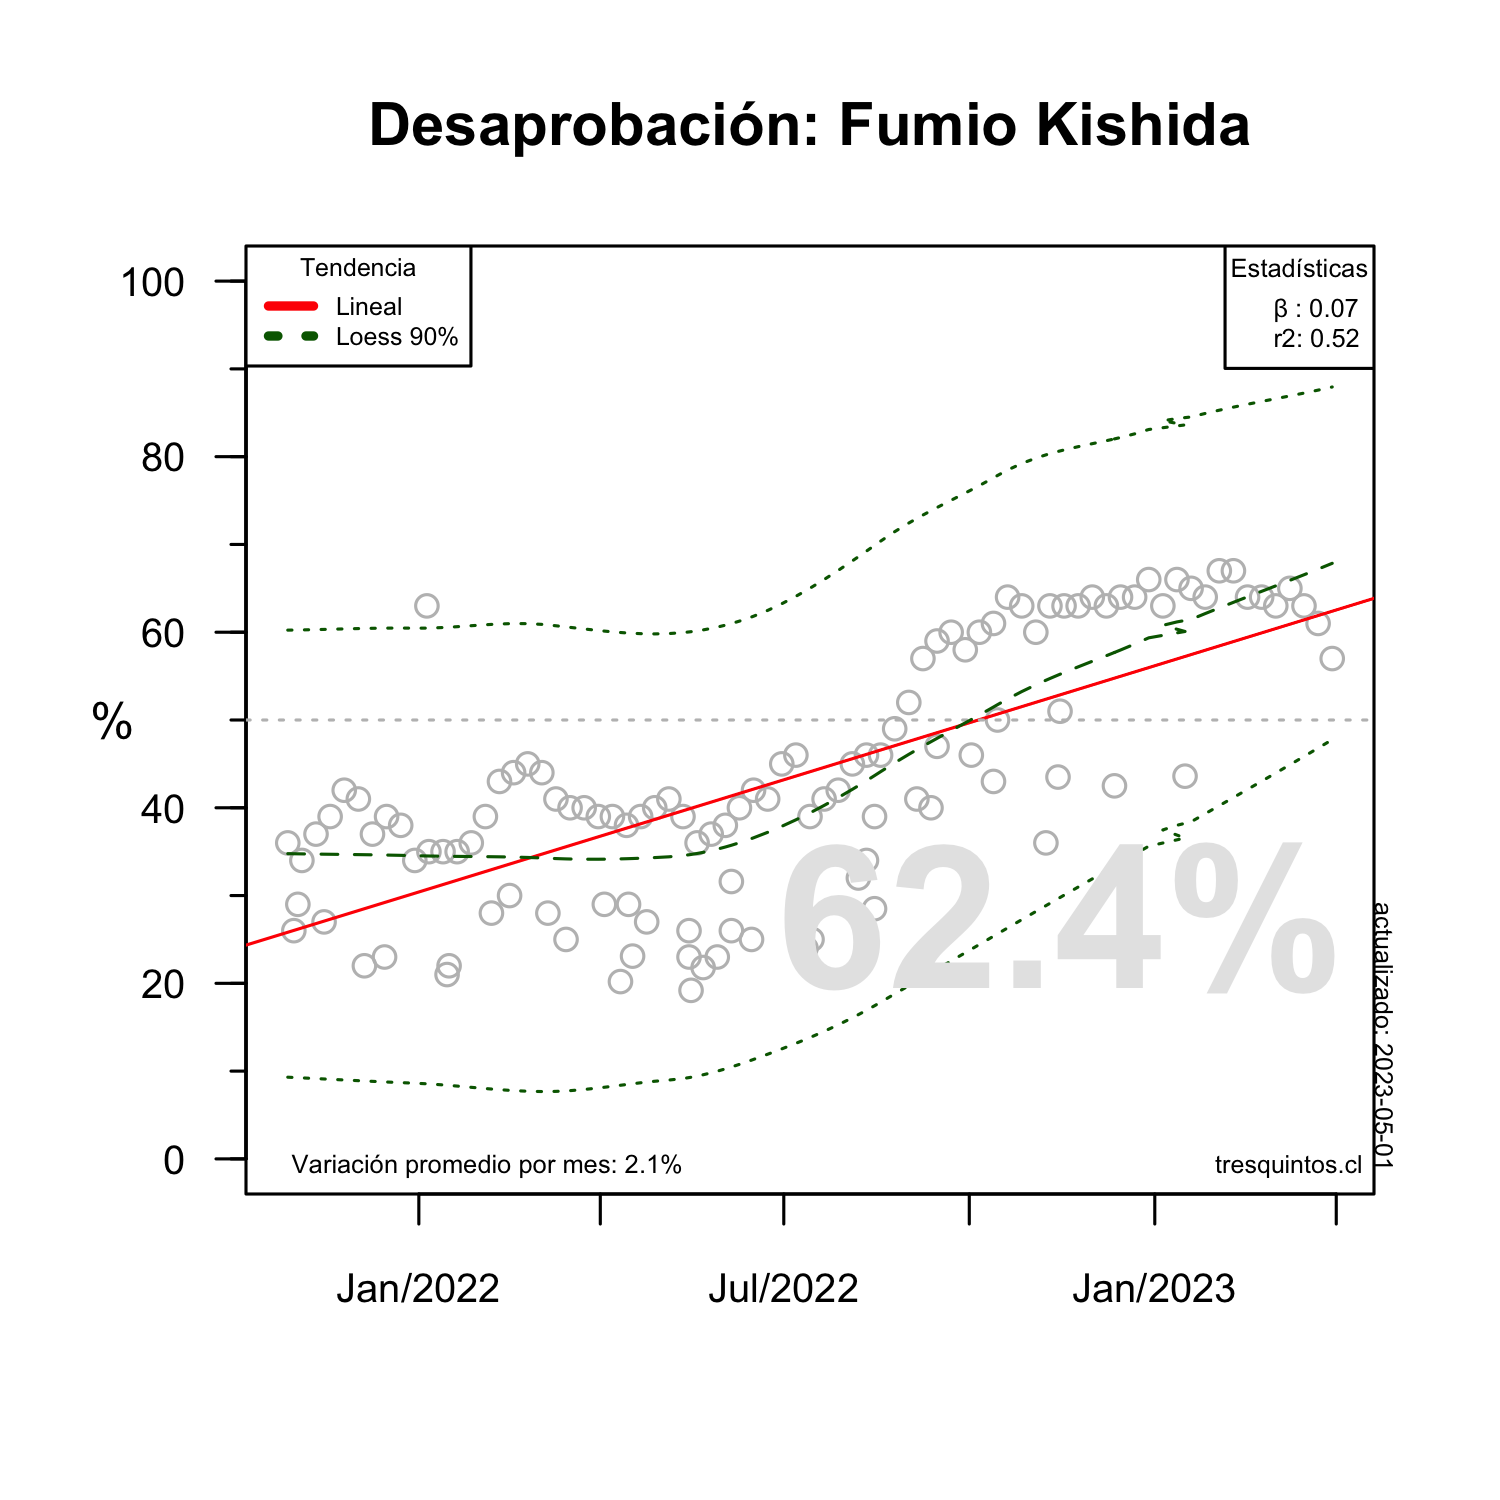 Desaprobación: Fumio Kishida
Tendencia
Lineal
Loess 90%
Estadísticas
β : 0.07
r2: 0.52
100
80
60
40
20
0
%
62.4%
actualizado: 2023-05-01
Variación promedio por mes: 2.1%
tresquintos.cl
Jan/2022
Jul/2022
Jan/2023